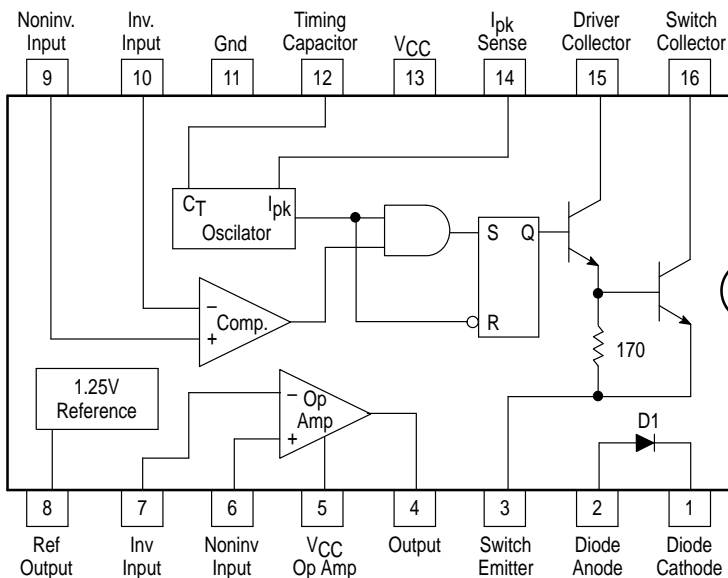 Noninv. Input
Inv. Input
Gnd
Timing Capacitor
VCC
Ipk Sense
Driver Collector
Switch Collector
9
10
11
12
13
14
15
16
CT
Ipk
Oscilator
S
Q
R
−
Comp.
+
170
1.25V
Reference
−
Op
Amp
+
D1
8
7
6
5
4
3
2
1
Ref Output
Inv Input
Noninv Input
VCC Op Amp
Output
Switch Emitter
Diode Anode
Diode Cathode